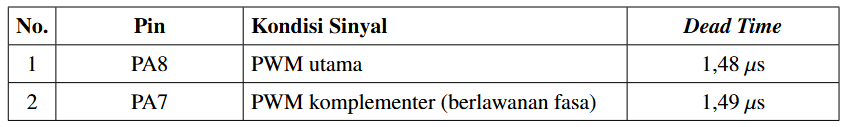 No. Pin Kondisi Sinyal Dead Time
1 PA8 PWM utama 1,48 μs
2 PA7 PWM komplementer (berlawanan fasa) 1,49 μs